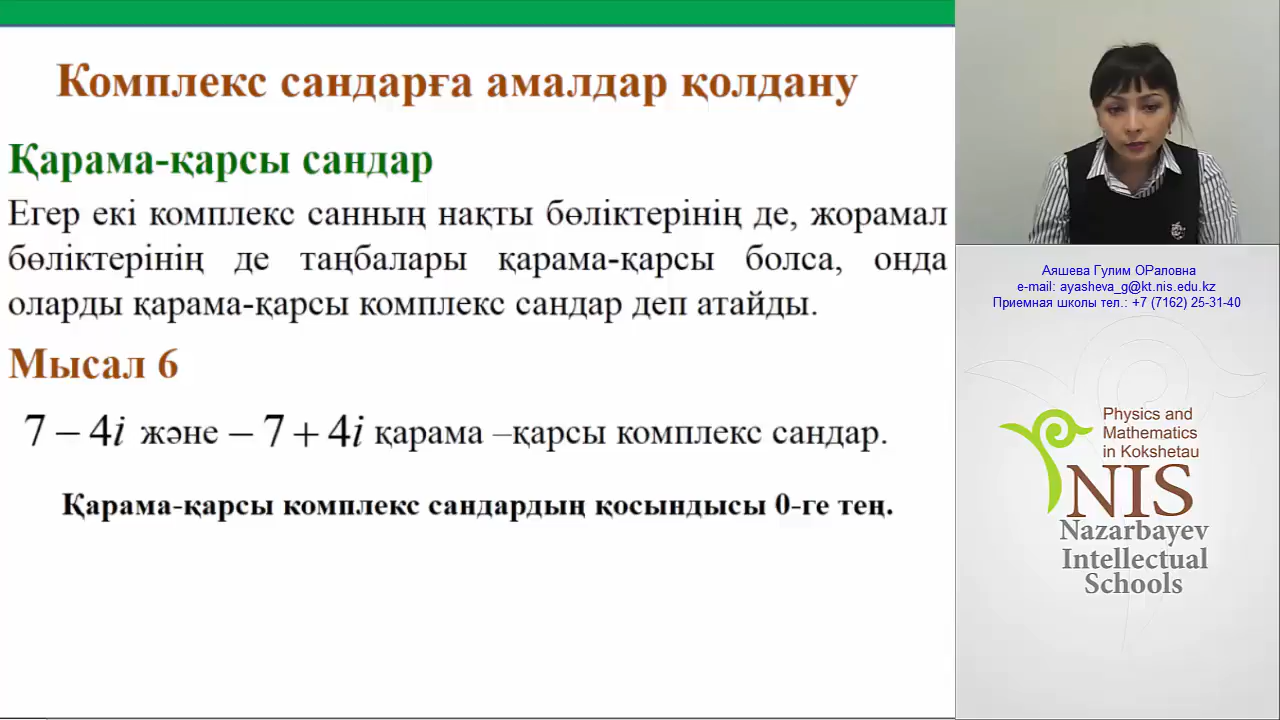 Комплекс сандарға амалдар қолдану
Қарама-қарсы сандар
Егер екі комплекс санның нақты бөліктерінің де, жорамал
бөліктерінің де таңбалары қарама-қарсы болса, онда
оларды қарама-қарсы комплекс сандар деп атайды.
Мысал 6
7 − 4i және − 7 + 4i қарама –қарсы комплекс сандар.
Қарама-қарсы комплекс сандардың қосындысы 0-ге тең.
Аяшева Гулим ОРаловна
e-mail: ayasheva_g@kt.nis.edu.kz
Приемная школы тел.: +7 (7162) 25-31-40
Physics and
Mathematics
in Kokshetau
NIS
Nazarbayev
Intellectual
Schools